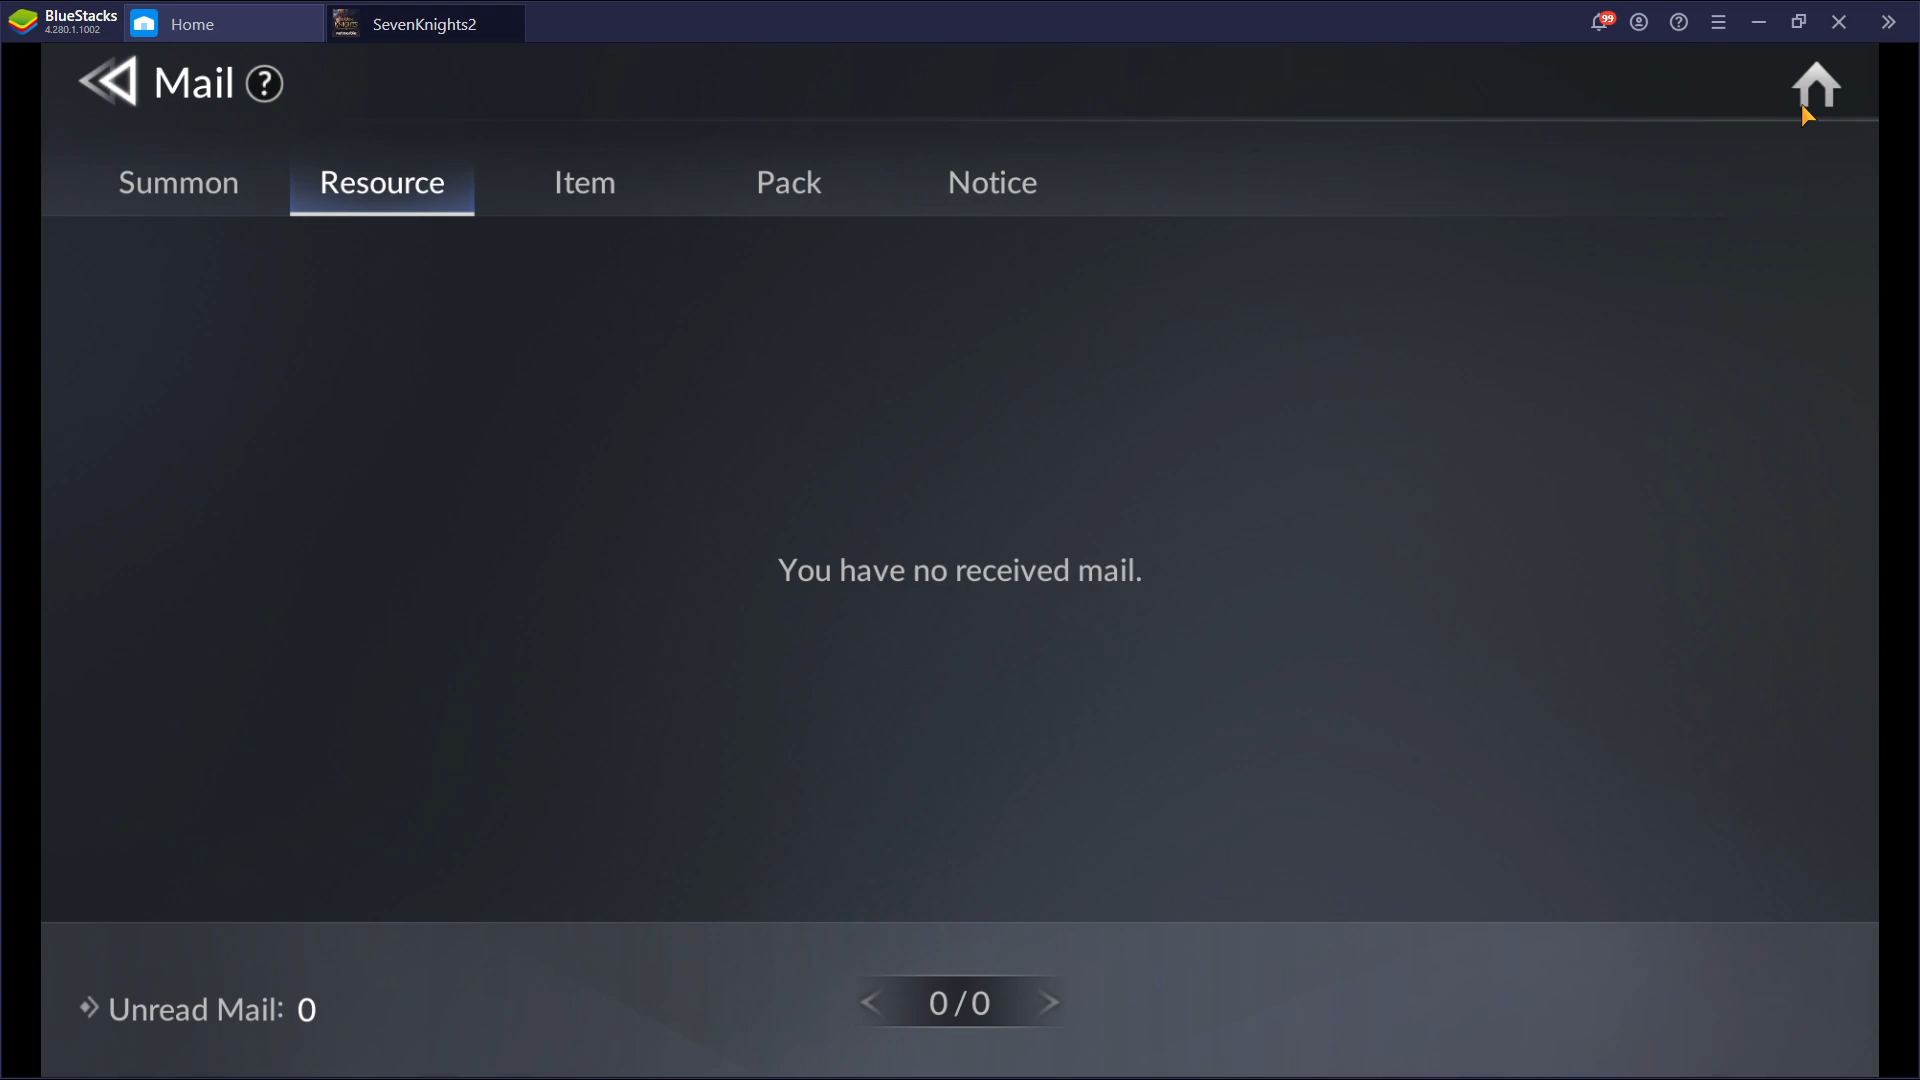 BlueStacks
4.280.1.1002
Home
SevenKnights2
99
Mail ?
Summon
Resource
Item
Pack
Notice
You have no received mail.
Unread Mail: 0
< 0/0 >